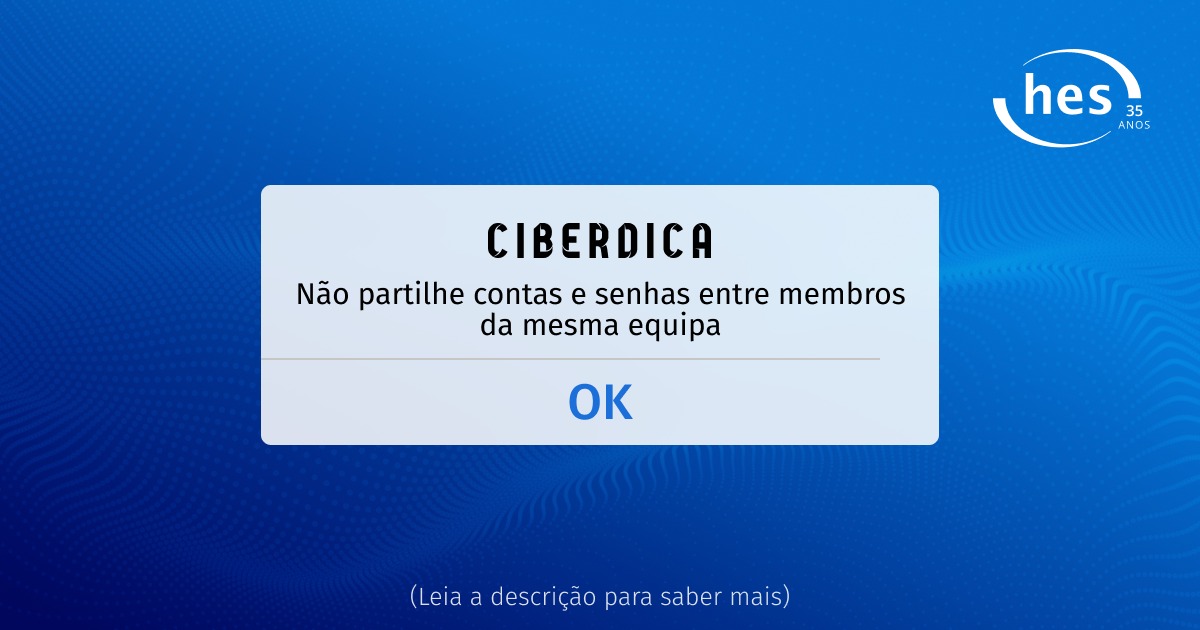 hes
35
ANOS
CIBERDICA
Não partilhe contas e senhas entre membros
da mesma equipa
OK
(Leia a descrição para saber mais)